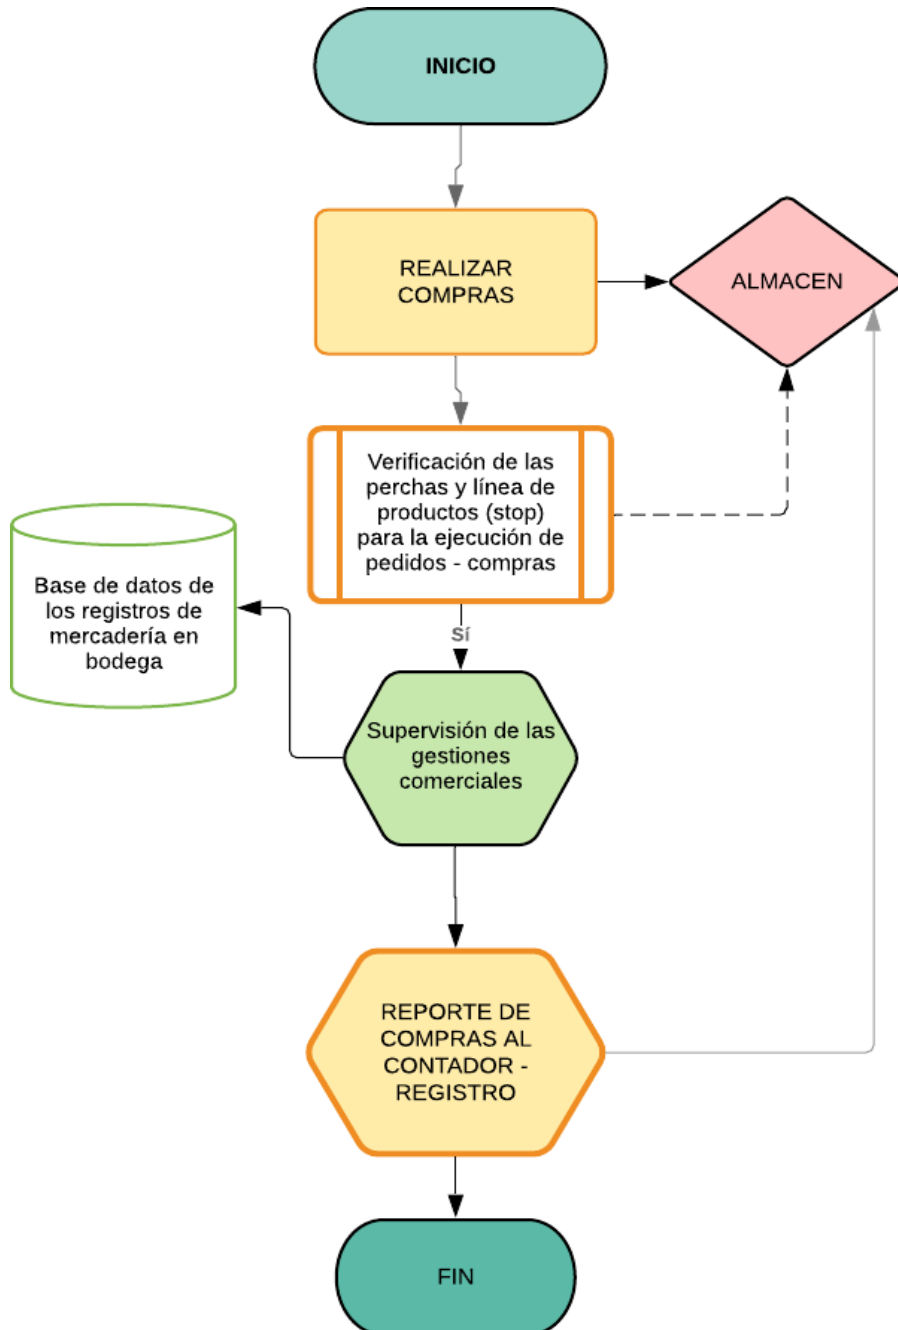 INICIO
REALIZAR
COMPRAS
ALMACEN
Verificación de las
perchas y línea de
productos (stop)
para la ejecución de
pedidos - compras
Sí
Base de datos de
los registros de
mercadería en
bodega
Supervisión de las
gestiones
comerciales
REPORTE DE
COMPRAS AL
CONTADOR -
REGISTRO
FIN